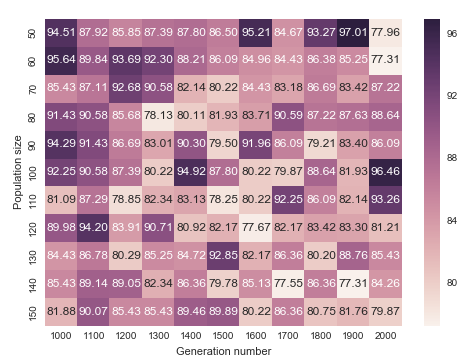 50 94.51 87.92 85.85 87.39 87.80 86.50 95.21 84.67 93.27 97.01 77.96
60 95.64 89.84 93.69 92.30 88.21 86.09 84.96 84.43 86.38 85.25 77.31
70 85.43 87.11 92.68 90.58 82.14 80.22 84.43 83.18 86.69 83.42 87.22
80 91.43 90.58 85.68 78.13 80.11 81.93 83.71 90.59 87.22 87.63 88.64
90 94.29 91.43 86.69 83.01 90.30 79.50 91.96 86.09 79.21 83.40 86.09
100 92.25 90.58 87.39 80.22 94.92 87.80 80.22 79.87 88.64 81.93 96.46
110 81.09 87.29 78.85 82.34 83.13 78.25 80.22 92.25 86.09 82.14 93.26
120 89.98 94.20 83.91 90.71 80.92 82.17 77.67 82.17 83.42 83.30 81.21
130 84.43 86.78 80.29 85.25 84.72 92.85 82.17 86.36 80.20 88.76 85.43
140 85.43 89.14 89.05 82.34 86.36 79.78 85.13 77.55 86.36 77.31 84.26
150 81.88 90.07 85.43 85.43 89.46 89.89 80.22 86.36 80.75 81.76 79.87
1000 1100 1200 1300 1400 1500 1600 1700 1800 1900 2000
Generation number
Population size
96
92
88
84
80